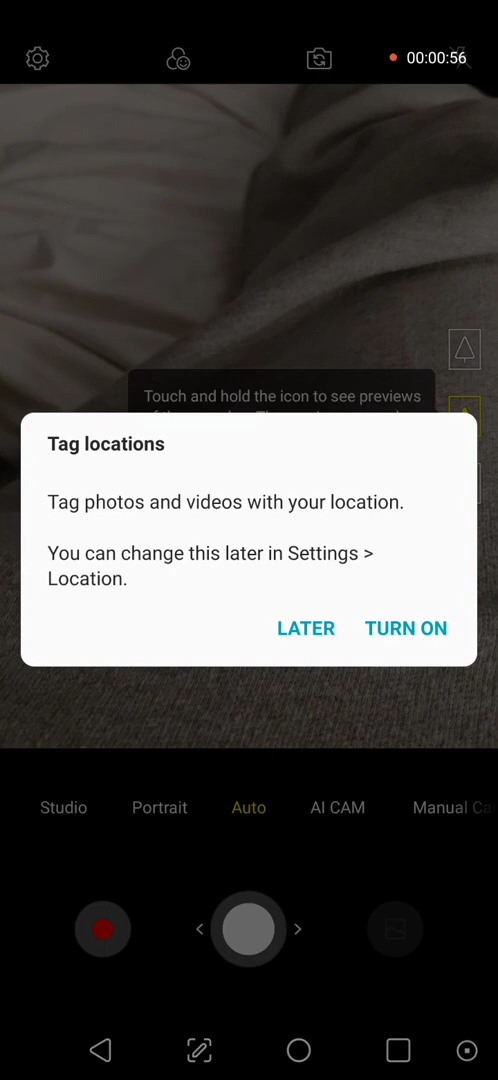 00:00:56
Touch and hold the icon to see previews
Tag locations
Tag photos and videos with your location.
You can change this later in Settings >
Location.
LATER TURN ON
Studio Portrait Auto AI CAM Manual